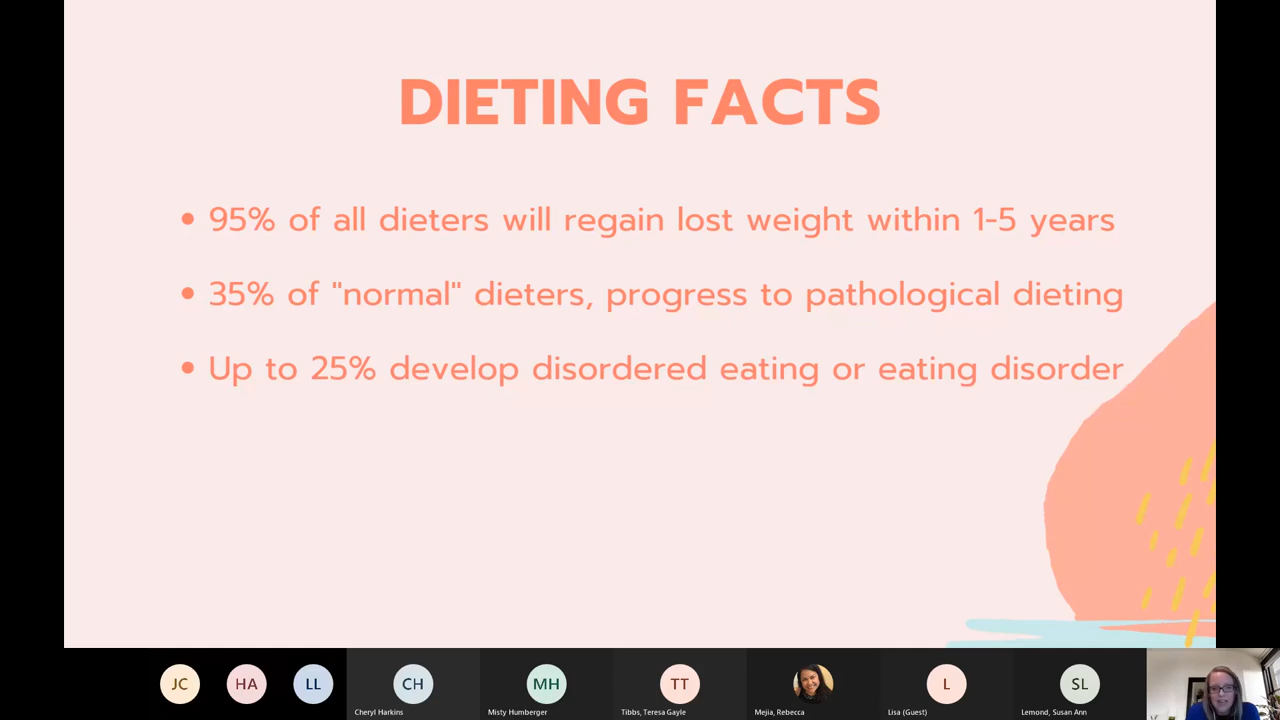 DIETING FACTS
• 95% of all dieters will regain lost weight within 1-5 years
• 35% of "normal" dieters, progress to pathological dieting
• Up to 25% develop disordered eating or eating disorder
JC
HA
LL
CH
MH
TT
L
SL
Cheryl Harkins
Misty Humberger
Tibbs, Teresa Gayle
Mejia, Rebecca
Lisa (Guest)
Lemond, Susan Ann